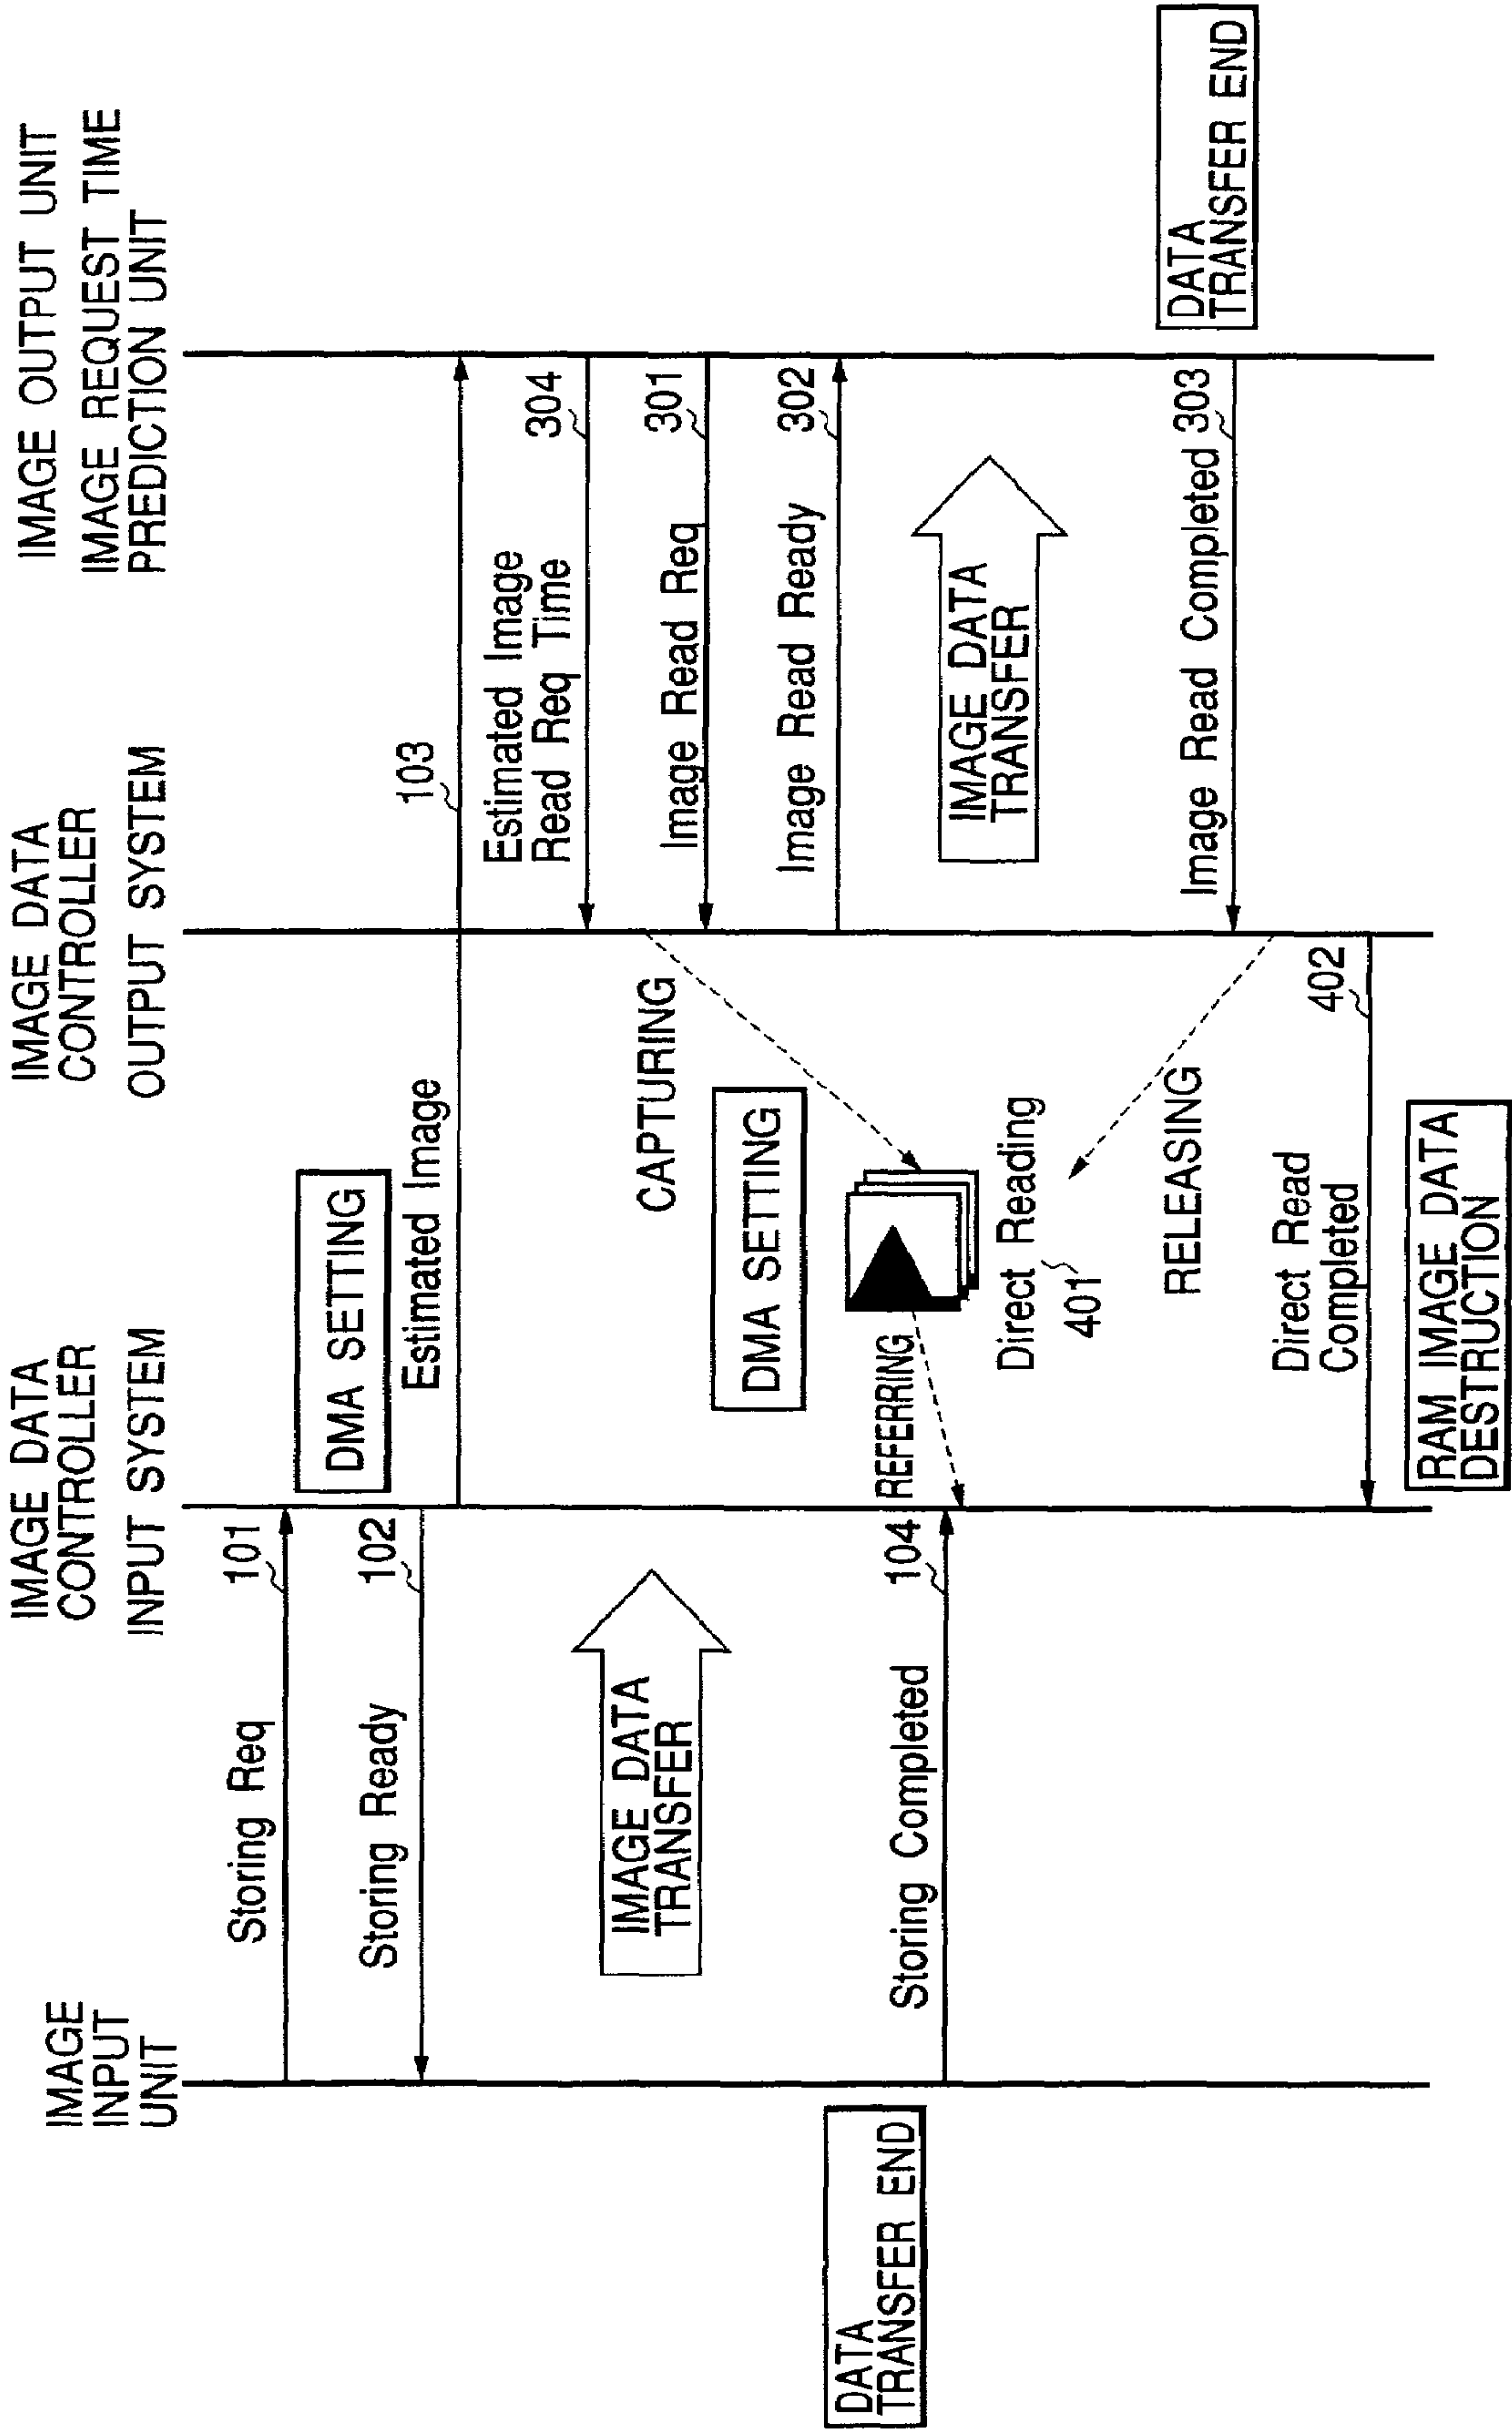 IMAGE
INPUT
UNIT
IMAGE DATA
CONTROLLER
INPUT SYSTEM
IMAGE DATA
CONTROLLER
OUTPUT SYSTEM
IMAGE OUTPUT UNIT
IMAGE REQUEST TIME
PREDICTION UNIT
Storing Req
101
DMA SETTING
Storing Ready
102
Estimated Image
103
Estimated Image
Read Req Time
304
IMAGE DATA
TRANSFER
CAPTURING
Image Read Req
301
DMA SETTING
Image Read Ready
302
DATA
TRANSFER END
Storing Completed
104
REFERRING
Direct Reading
401
IMAGE DATA
TRANSFER
RELEASING
Image Read Completed
303
DATA
TRANSFER END
Direct Read
Completed
402
RAM IMAGE DATA
DESTRUCTION